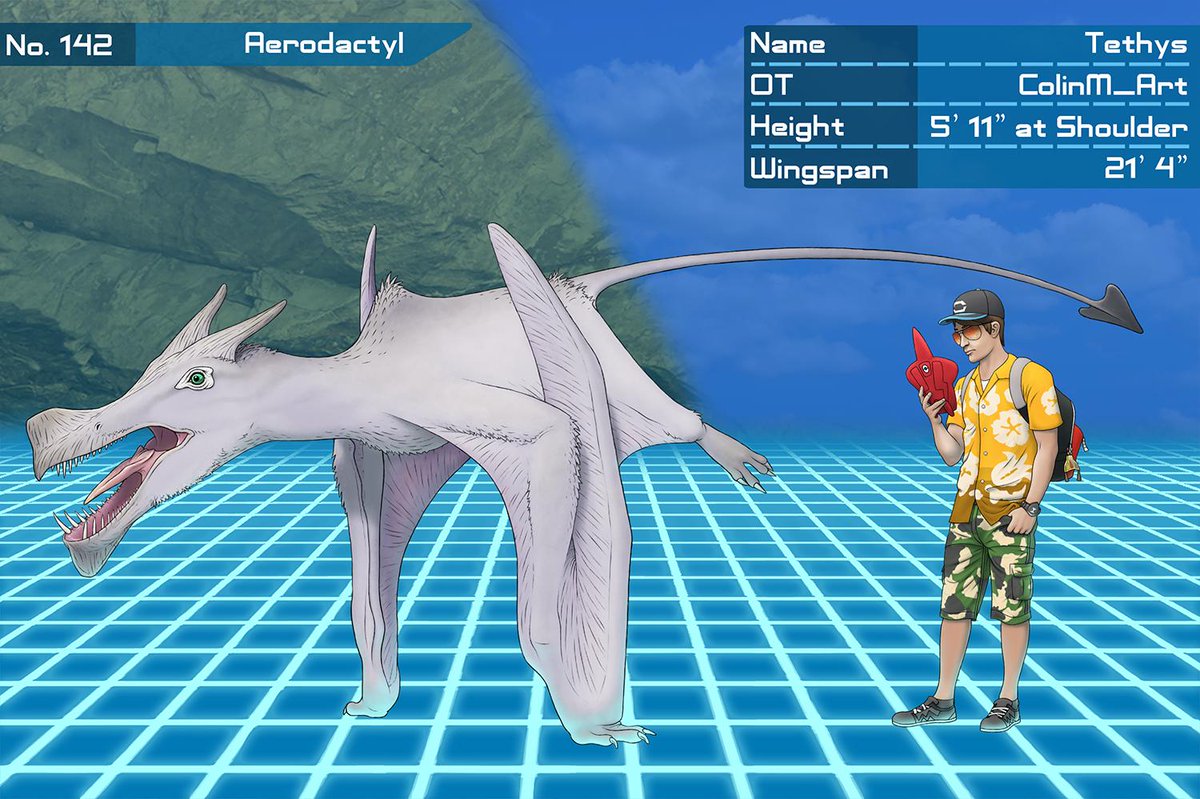 No. 142 Aerodactyl
Name Tethys
OT ColinM_Art
Height 5' 11" at Shoulder
Wingspan 21' 4"